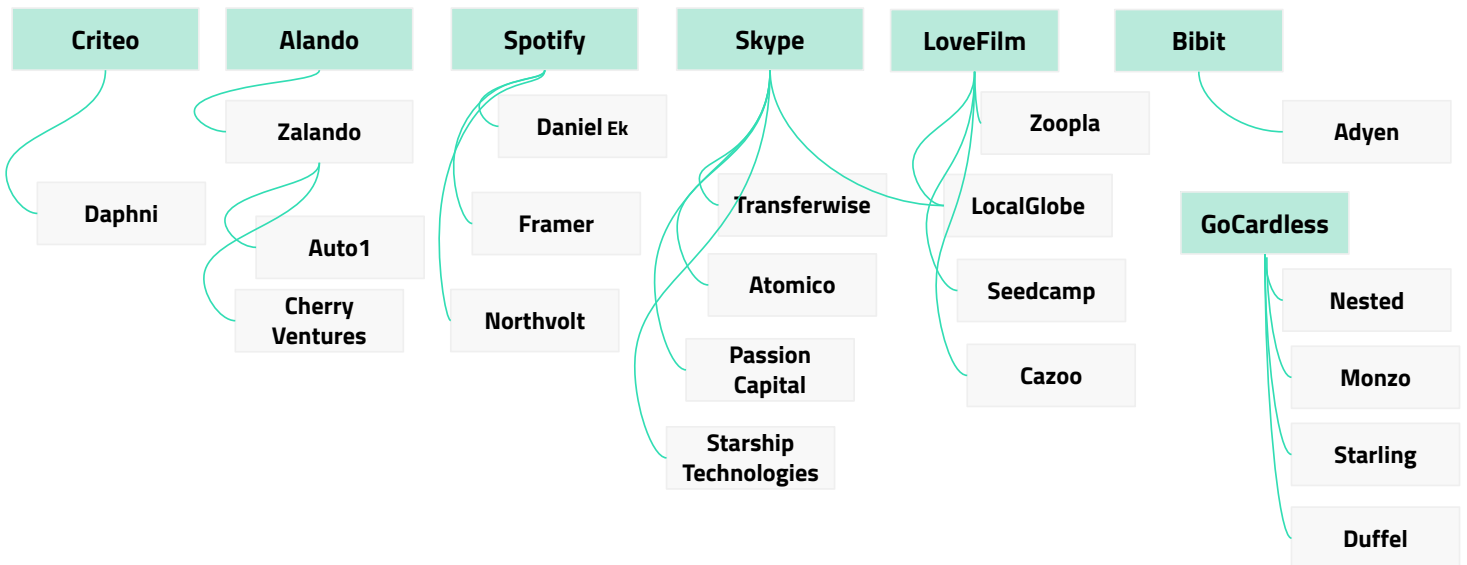 Criteo
Alando
Spotify
Skype
LoveFilm
Bibit
Zalando
Daniel Ek
Zoopla
Adyen
Daphni
Transferwise
LocalGlobe
Framer
GoCardless
Auto1
Atomico
Seedcamp
Nested
Cherry
Ventures
Northvolt
Passion
Capital
Cazoo
Monzo
Starship
Technologies
Starling
Duffel